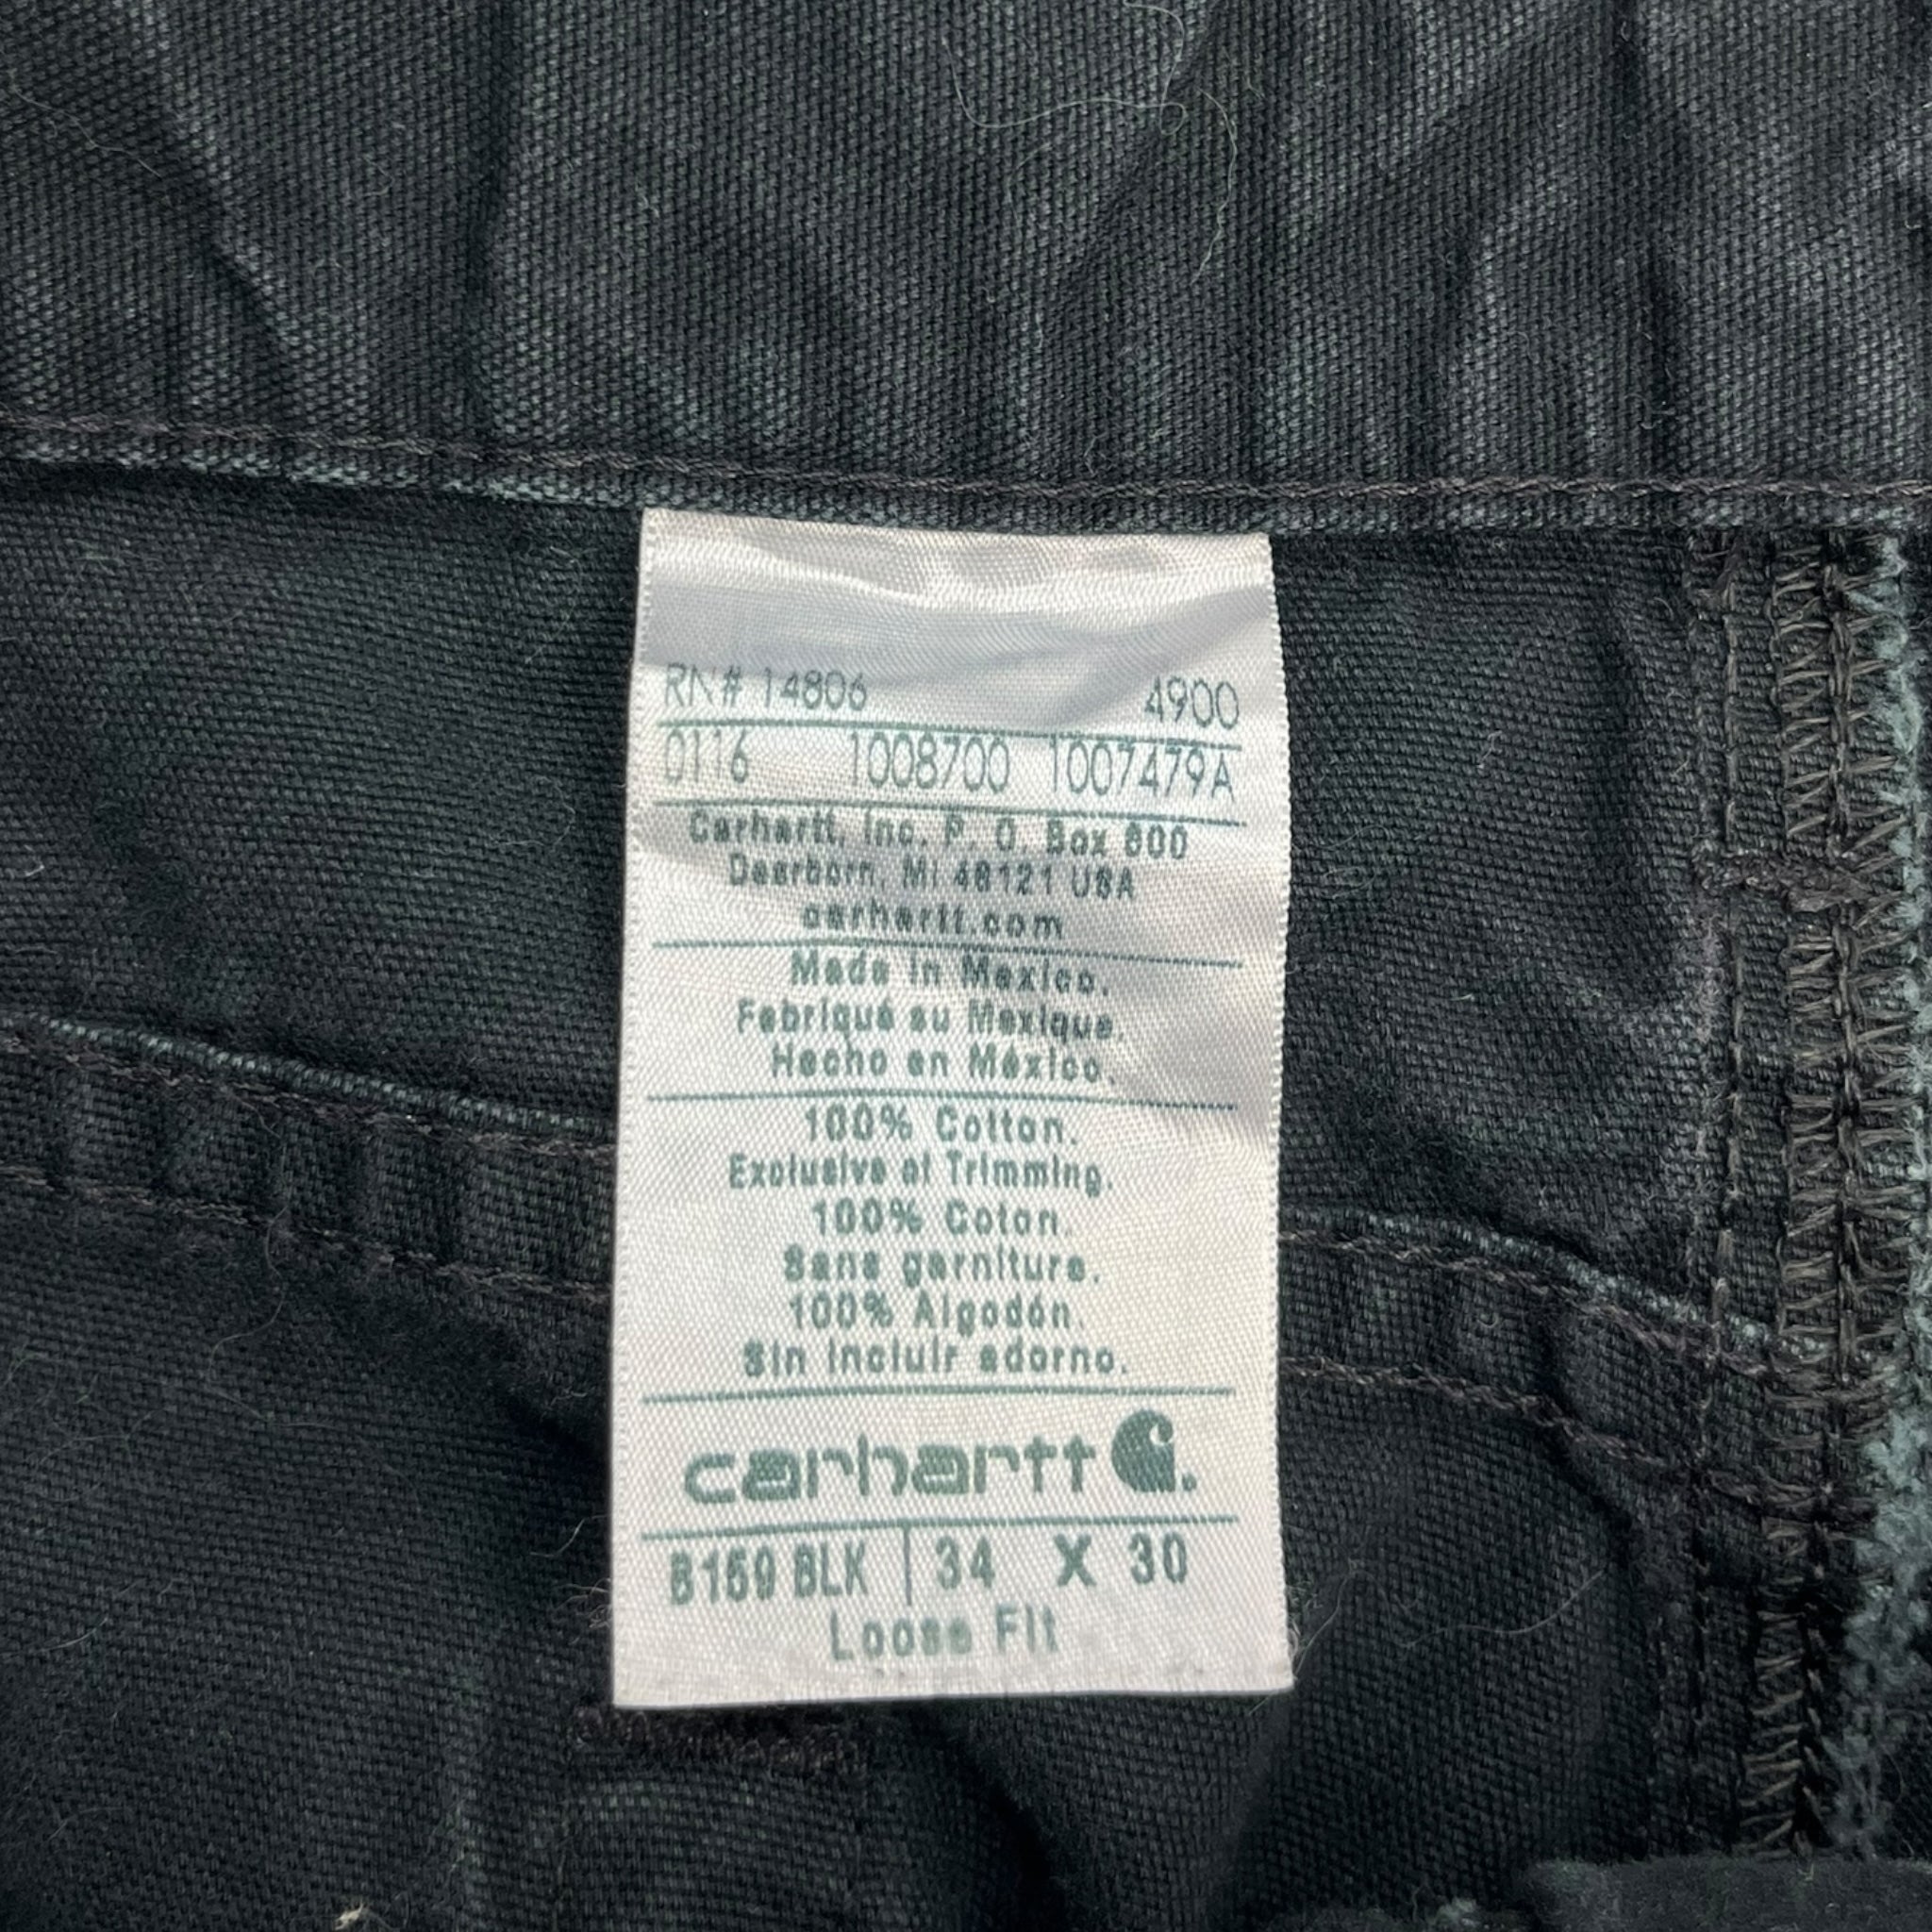 RN# 14806 4900
0116 1008700 1007479A
Carhartt, Inc. P. O. Box 600
Dearborn, MI 48121 USA
carhartt.com
Made in Mexico.
Fabriqué au Mexique.
Hecho en México.
100% Cotton.
Exclusive of Trimming.
100% Coton.
Sans garniture.
100% Algodón.
Sin incluir adorno.
carhartt
B159 BLK 34 X 30
Loose Fit